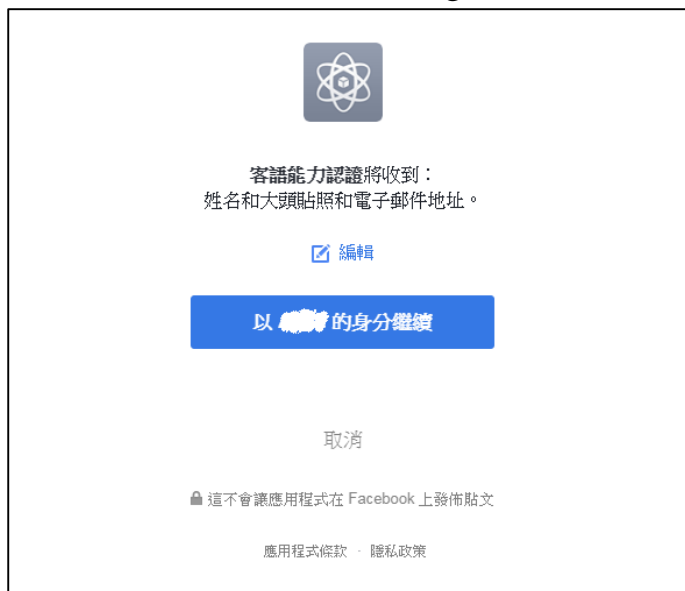 客語能力認證將收到：
姓名和大頭貼照和電子郵件地址。
編輯
以 的身分繼續
取消
這不會讓應用程式在 Facebook 上發佈貼文
應用程式條款 · 隱私政策